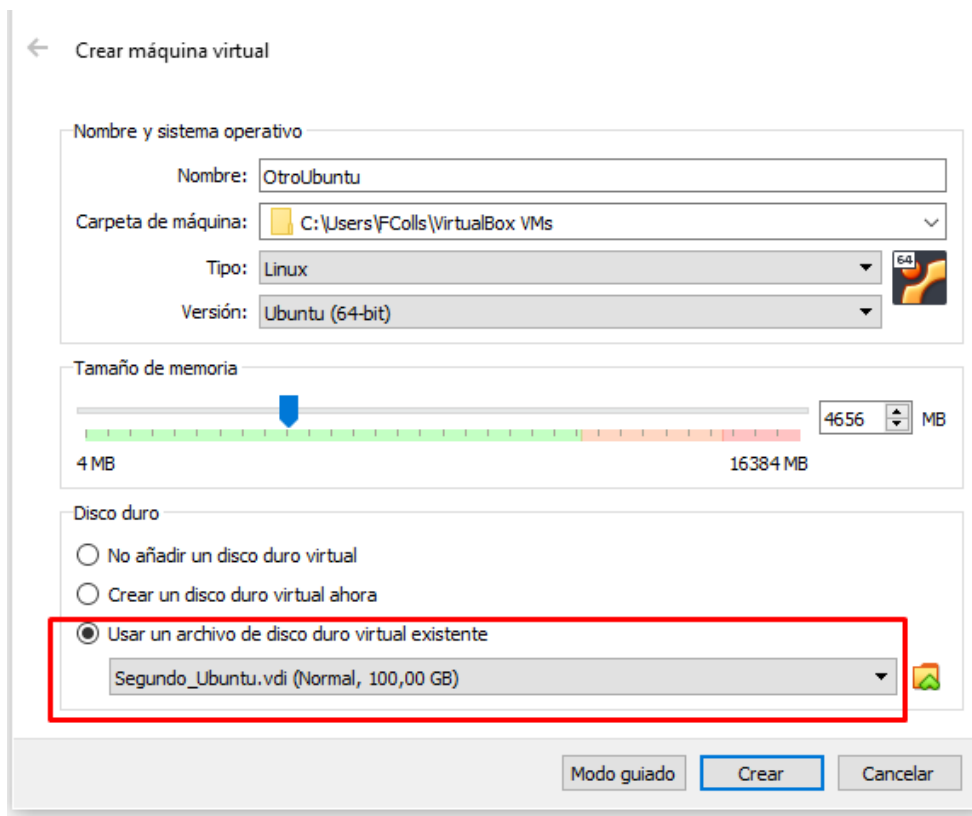 Crear máquina virtual
Nombre y sistema operativo
Nombre: OtroUbuntu
Carpeta de máquina: C:\Users\FColls\VirtualBox VMs
Tipo: Linux
64
Versión: Ubuntu (64-bit)
Tamaño de memoria
4656 MB
4 MB 16384 MB
Disco duro
No añadir un disco duro virtual
Crear un disco duro virtual ahora
Usar un archivo de disco duro virtual existente
Segundo_Ubuntu.vdi (Normal, 100,00 GB)
Modo guiado Crear Cancelar